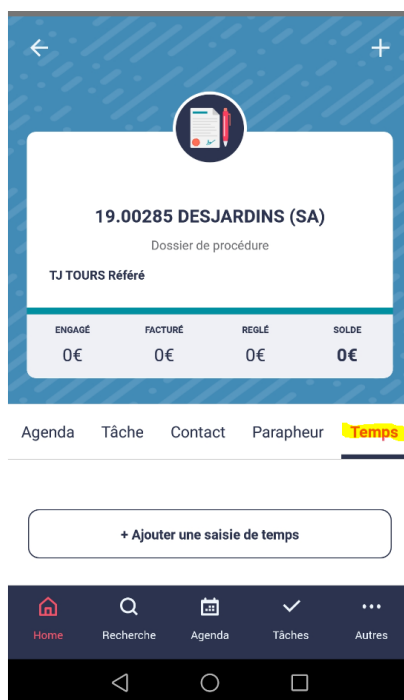 19.00285 DESJARDINS (SA)
Dossier de procédure
TJ TOURS Référé
ENGAGÉ FACTURÉ REGLÉ SOLDE
0€ 0€ 0€ 0€
Agenda Tâche Contact Parapheur Temps
+ Ajouter une saisie de temps
Home Recherche Agenda Tâches Autres